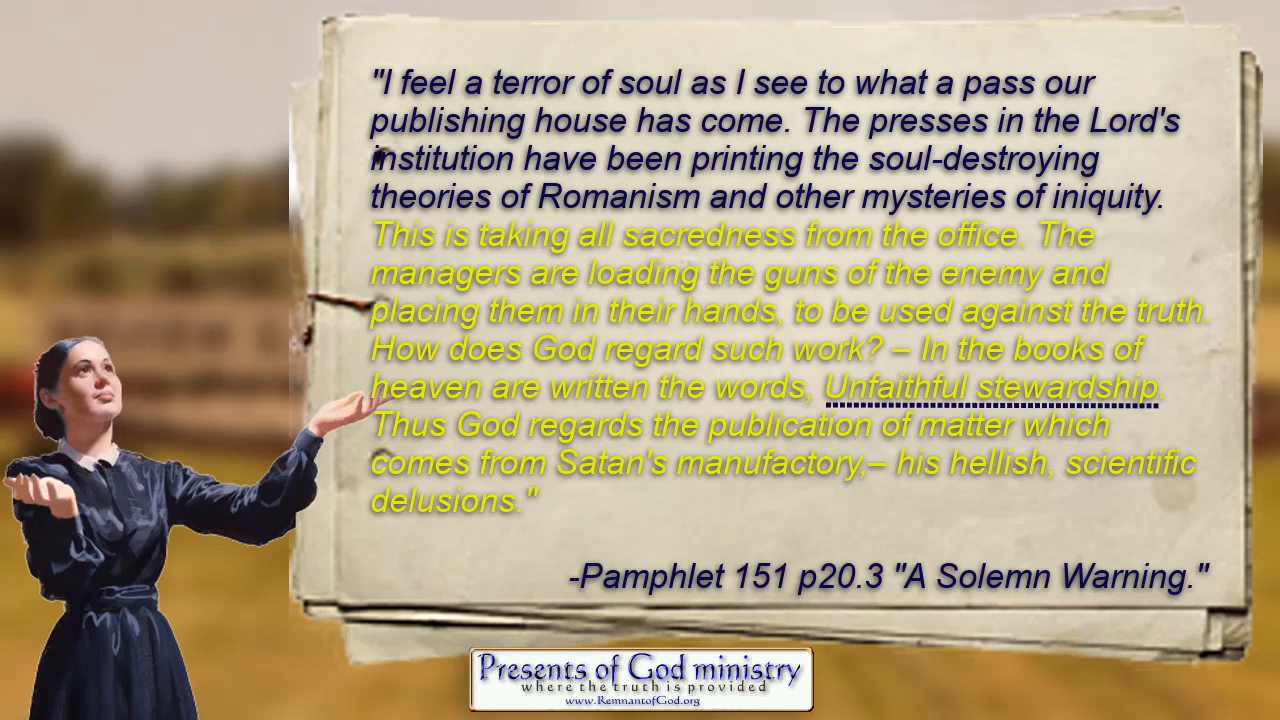 "I feel a terror of soul as I see to what a pass our
publishing house has come. The presses in the Lord's
institution have been printing the soul-destroying
theories of Romanism and other mysteries of iniquity.
This is taking all sacredness from the office. The
managers are loading the guns of the enemy and
placing them in their hands, to be used against the truth.
How does God regard such work? – In the books of
heaven are written the words, Unfaithful stewardship.
Thus God regards the publication of matter which
comes from Satan's manufactory,– his hellish, scientific
delusions."
-Pamphlet 151 p20.3 "A Solemn Warning."
Presents of God ministry
where the truth is provided
www.RemnantofGod.org